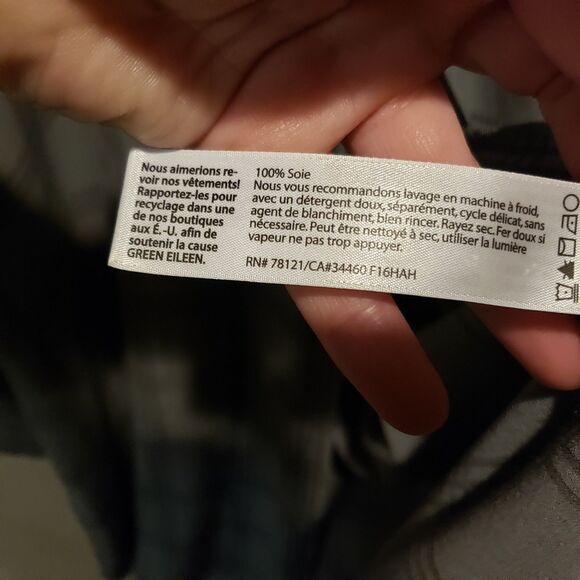 Nous aimerions re-
voir nos vêtements!
Rapportez-les pour
recyclage dans une
de nos boutiques
aux É. -U. afin de
soutenir la cause
GREEN EILEEN.
100% Soie
Nous vous recommandons lavage en machine à froid,
avec un détergent doux, séparément, cycle délicat, sans
agent de blanchiment, bien rincer. Rayez sec. Fer doux si
nécessaire. Peut être nettoyé à sec, utiliser la lumière
vapeur ne pas trop appuyer.
RN# 78121/CA#34460 F16HAH